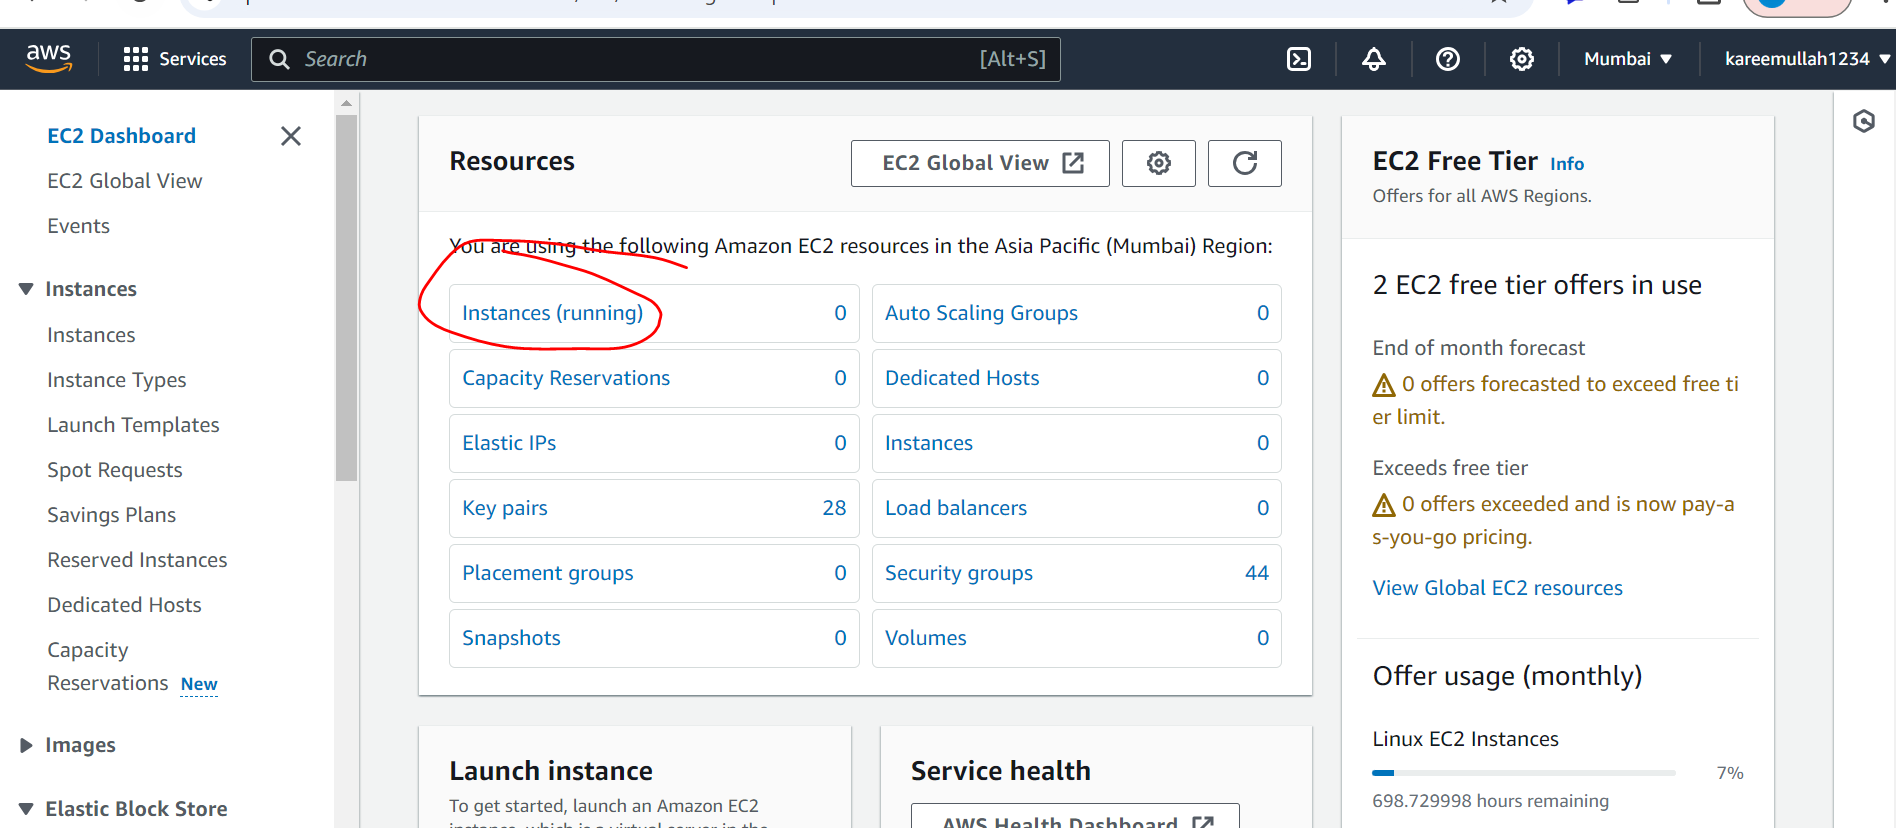 aws
Services
Search
[Alt+S]
Mumbai
kareemullah1234
EC2 Dashboard
EC2 Global View
Events
Instances
Instances
Instance Types
Launch Templates
Spot Requests
Savings Plans
Reserved Instances
Dedicated Hosts
Capacity
Reservations New
Images
Elastic Block Store
Resources
EC2 Global View
You are using the following Amazon EC2 resources in the Asia Pacific (Mumbai) Region:
Instances (running) 0
Auto Scaling Groups 0
Capacity Reservations 0
Dedicated Hosts 0
Elastic IPs 0
Instances 0
Key pairs 28
Load balancers 0
Placement groups 0
Security groups 44
Snapshots 0
Volumes 0
Launch instance
To get started, launch an Amazon EC2
instance, which is a virtual server in the
Service health
AWS Health Dashboard
EC2 Free Tier Info
Offers for all AWS Regions.
2 EC2 free tier offers in use
End of month forecast
0 offers forecasted to exceed free ti
er limit.
Exceeds free tier
0 offers exceeded and is now pay-a
s-you-go pricing.
View Global EC2 resources
Offer usage (monthly)
Linux EC2 Instances
7%
698.729998 hours remaining